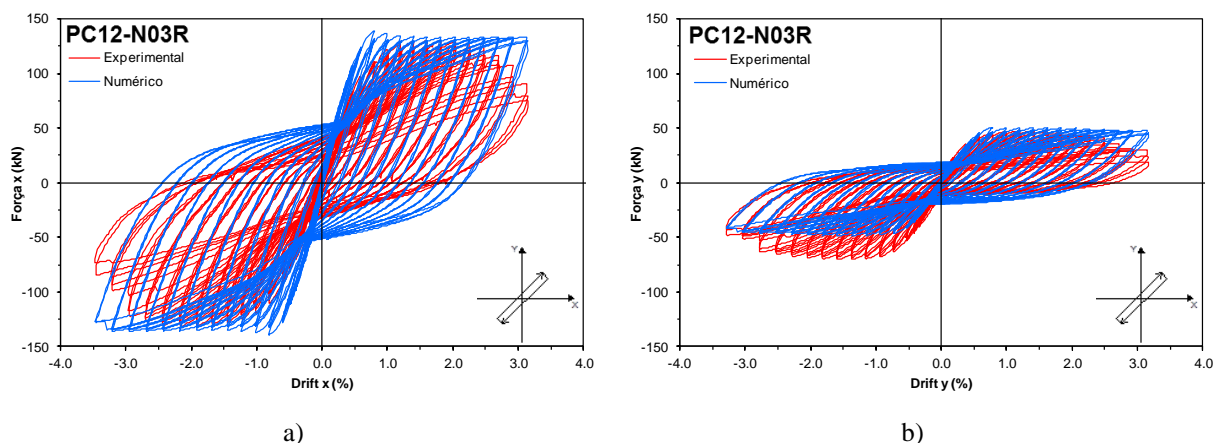 PC12-N03R
Experimental
Numérico
Força x (kN)
150
100
50
0
-50
-100
-150
-4.0 -3.0 -2.0 -1.0 0.0 1.0 2.0 3.0 4.0
Drift x (%)
Y
X
a)
PC12-N03R
Experimental
Numérico
Força y (kN)
150
100
50
0
-50
-100
-150
-4.0 -3.0 -2.0 -1.0 0.0 1.0 2.0 3.0 4.0
Drift y (%)
Y
X
b)